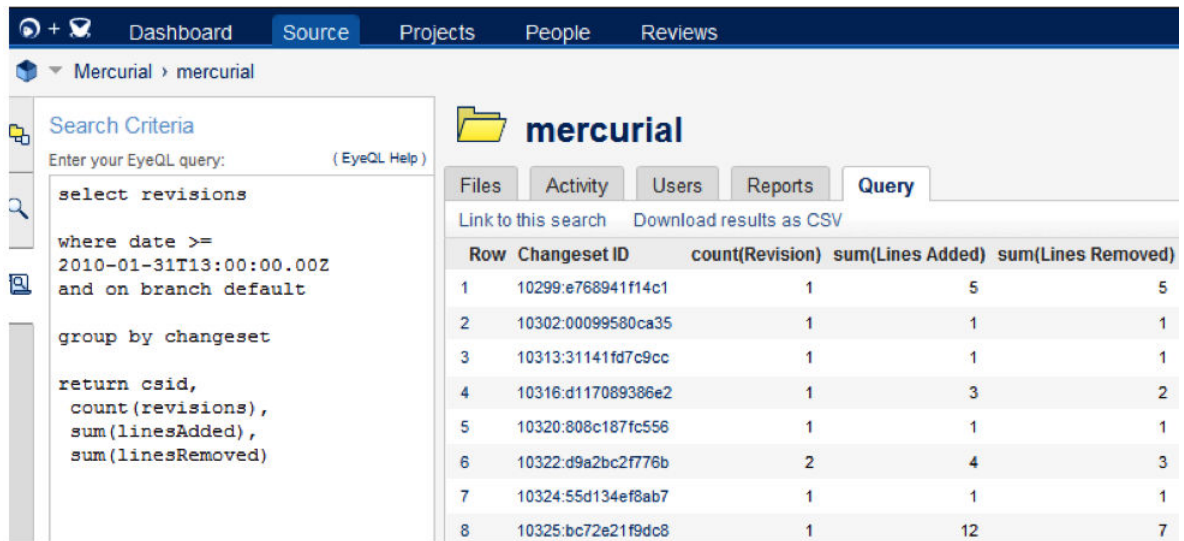 + Dashboard Source Projects People Reviews
Mercurial › mercurial
Search Criteria
Enter your EyeQL query: ( EyeQL Help )
select revisions
where date >=
2010-01-31T13:00:00.00Z
and on branch default
group by changeset
return csid,
count(revisions),
sum(linesAdded),
sum(linesRemoved)
mercurial
Files Activity Users Reports Query
Link to this search Download results as CSV
Row Changeset ID count(Revision) sum(Lines Added) sum(Lines Removed)
1 10299:e768941f14c1 1 5 5
2 10302:00099580ca35 1 1 1
3 10313:31141fd7c9cc 1 1 1
4 10316:d117089386e2 1 3 2
5 10320:808c187fc556 1 1 1
6 10322:d9a2bc2f776b 2 4 3
7 10324:55d134ef8ab7 1 1 1
8 10325:bc72e21f9dc8 1 12 7